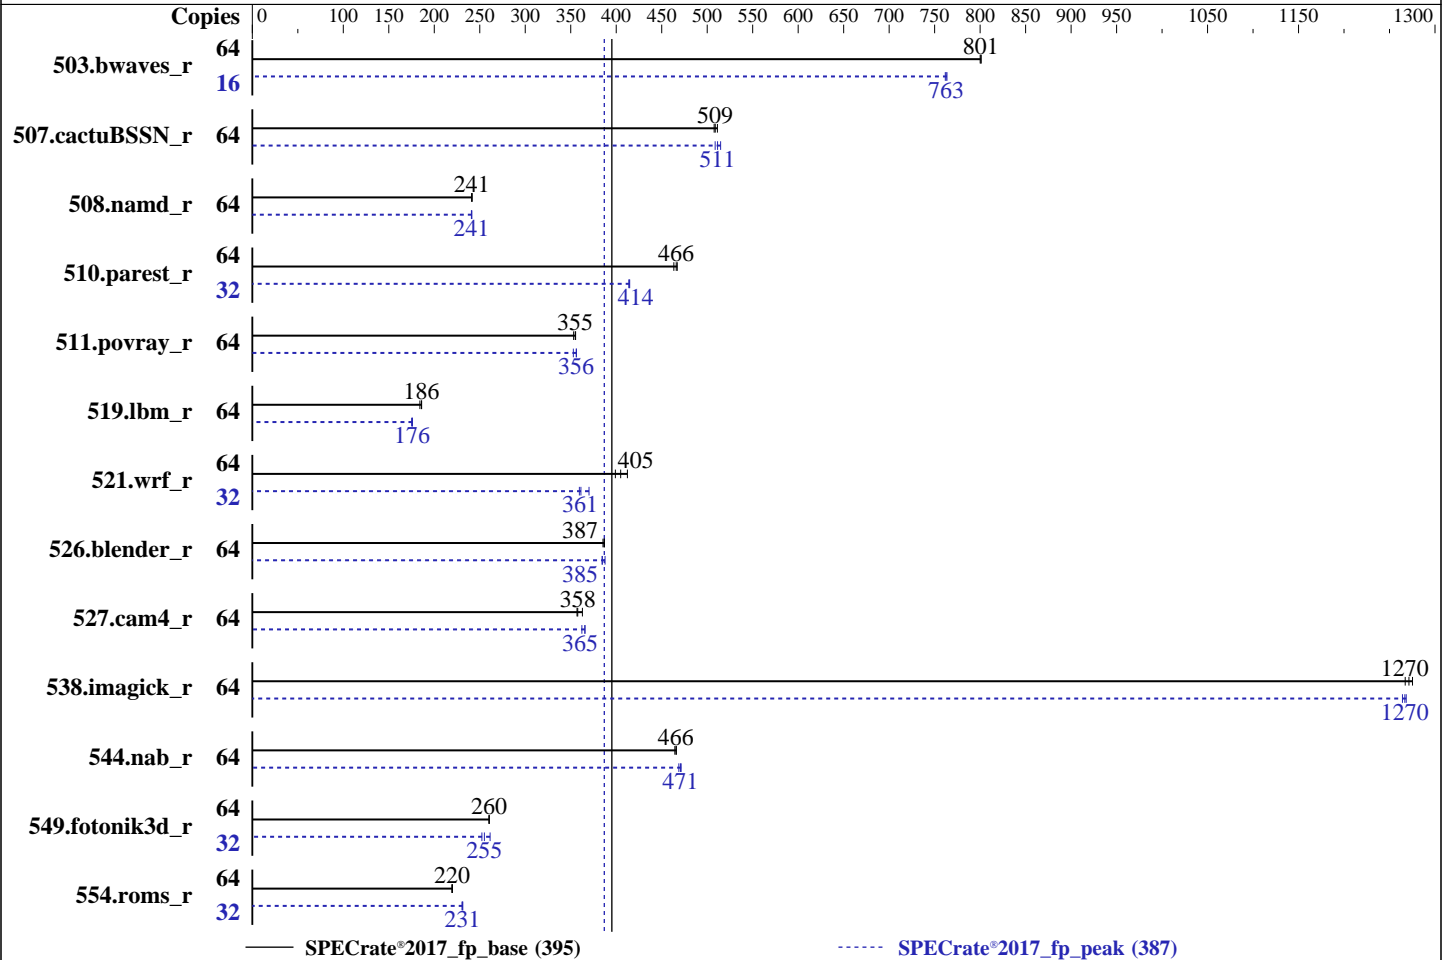 Copies 0 100 150 200 250 300 350 400 450 500 550 600 650 700 750 800 850 900 950 1050 1150 1300
503.bwaves_r 64 801
16 763
507.cactuBSSN_r 64 509
511
508.namd_r 64 241
241
510.parest_r 64 466
32 414
511.povray_r 64 355
356
519.lbm_r 64 186
176
521.wrf_r 64 405
32 361
526.blender_r 64 387
385
527.cam4_r 64 358
365
538.imagick_r 64 1270
1270
544.nab_r 64 466
471
549.fotonik3d_r 64 260
32 255
554.roms_r 64 220
32 231
SPECrate®2017_fp_base (395) SPECrate®2017_fp_peak (387)